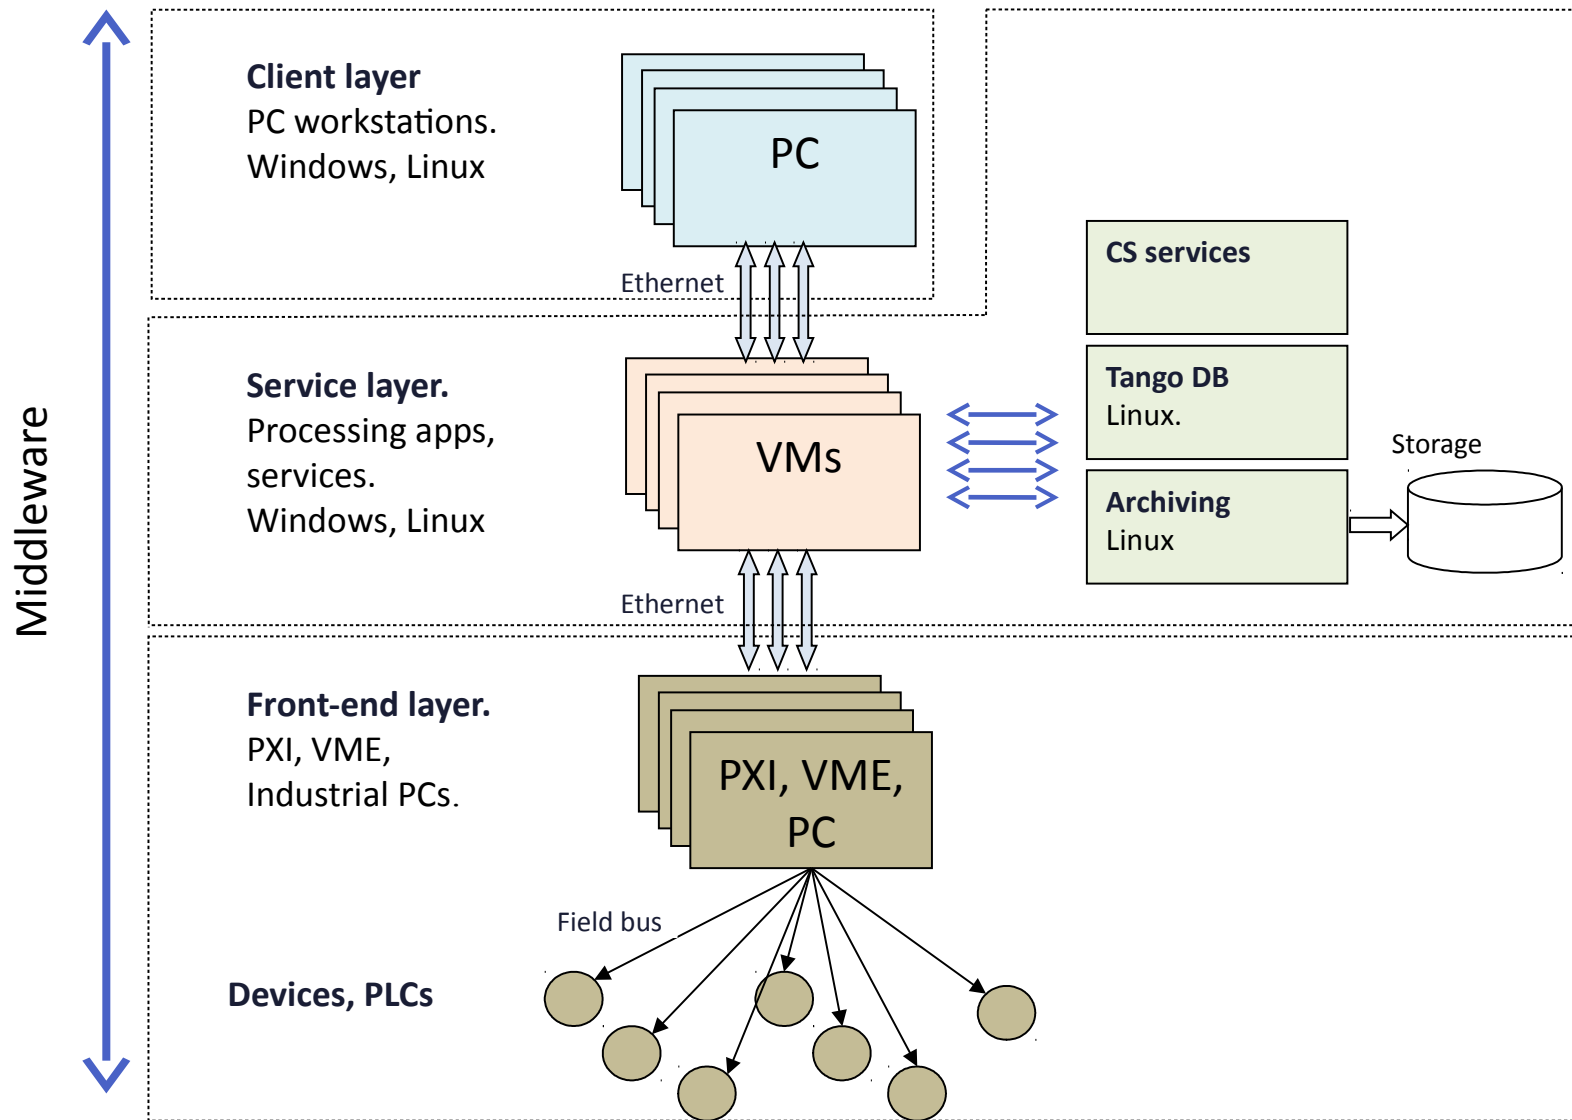 Middleware
Client layer
PC workstations.
Windows, Linux
PC
Ethernet
CS services
Service layer.
Processing apps,
services.
Windows, Linux
VMs
Tango DB
Linux.
Storage
Archiving
Linux
Ethernet
Front-end layer.
PXI, VME,
Industrial PCs.
PXI, VME,
PC
Field bus
Devices, PLCs